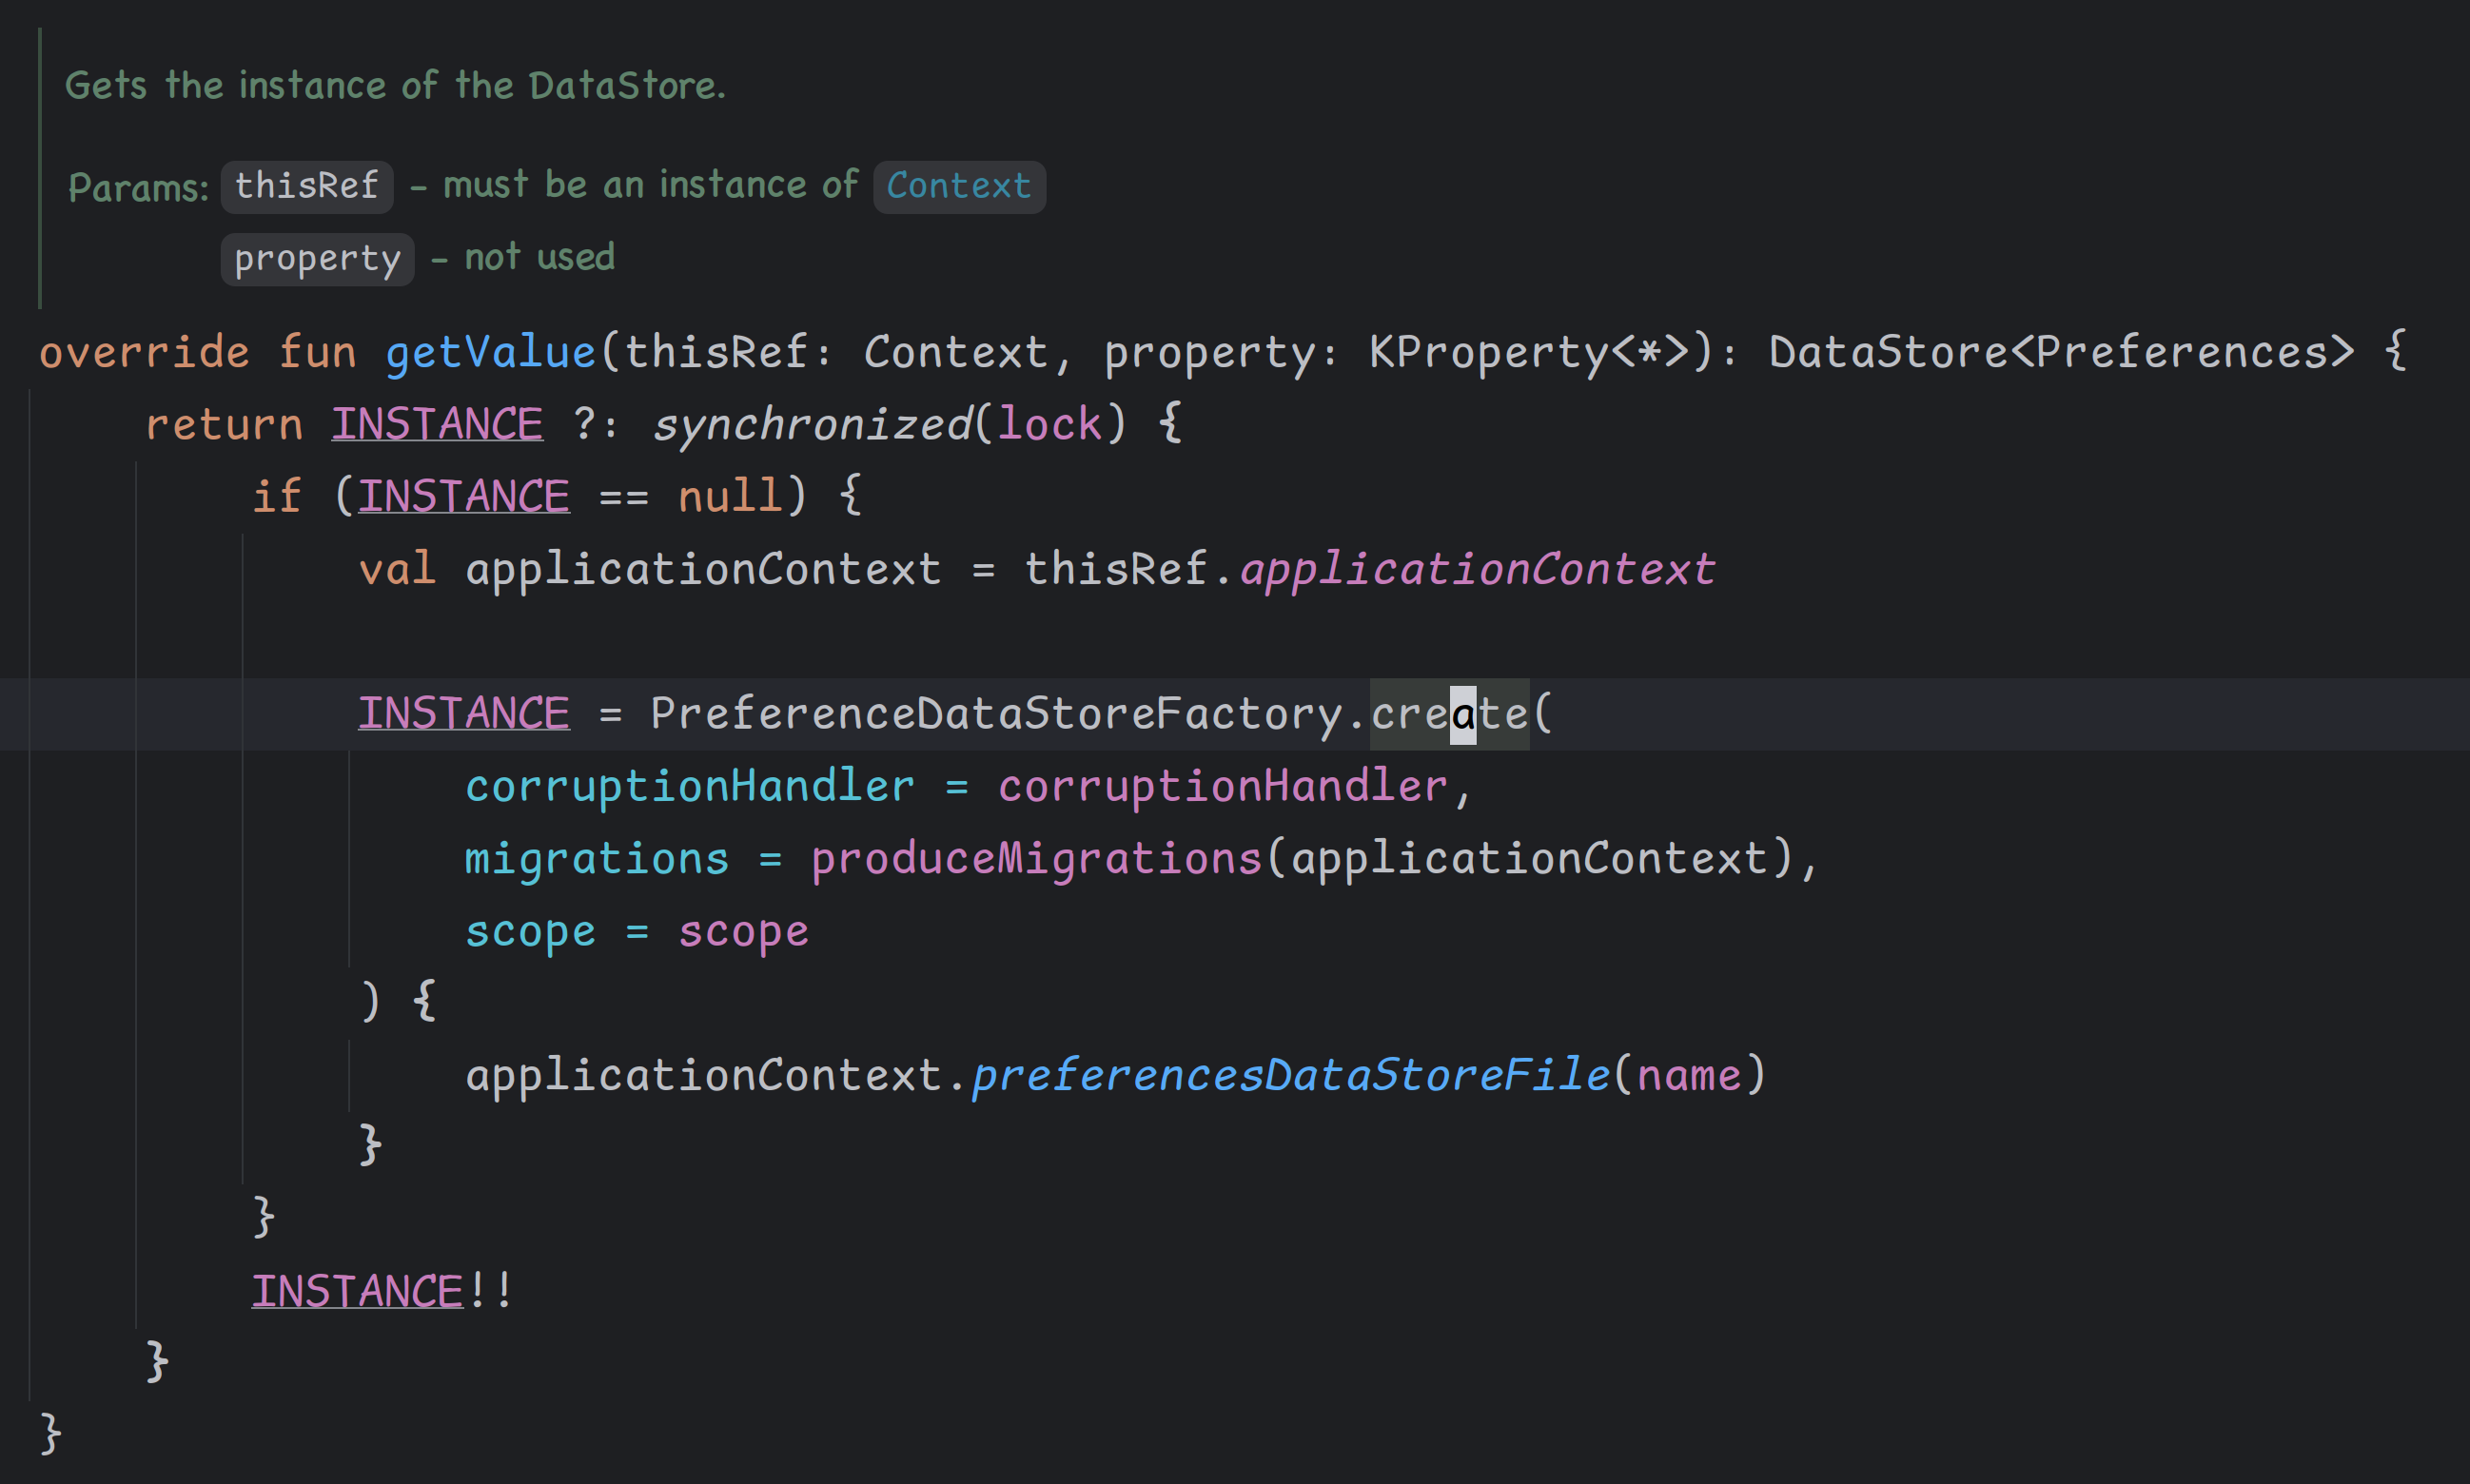 Gets the instance of the DataStore.
Params: thisRef – must be an instance of Context
property – not used
override fun getValue(thisRef: Context, property: KProperty<*>): DataStore<Preferences> {
return INSTANCE ?: synchronized(lock) {
if (INSTANCE == null) {
val applicationContext = thisRef.applicationContext
INSTANCE = PreferenceDataStoreFactory.create(
corruptionHandler = corruptionHandler,
migrations = produceMigrations(applicationContext),
scope = scope
) {
applicationContext.preferencesDataStoreFile(name)
}
}
INSTANCE!!
}
}